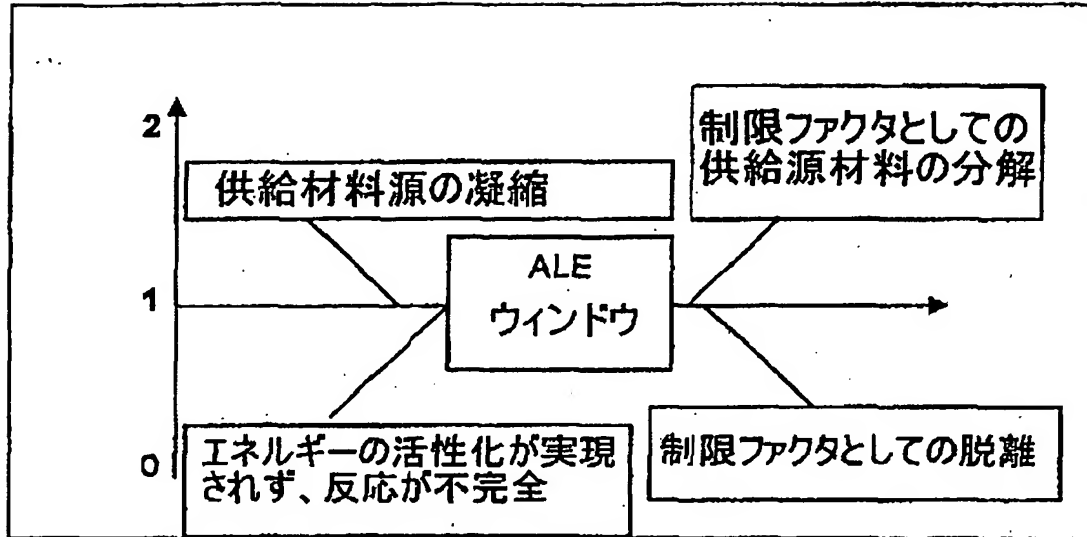 2
制限ファクタとしての
供給源材料の分解
供給材料源の凝縮
ALE
ウィンドウ
1
エネルギーの活性化が実現
されず、反応が不完全
制限ファクタとしての脱離
0